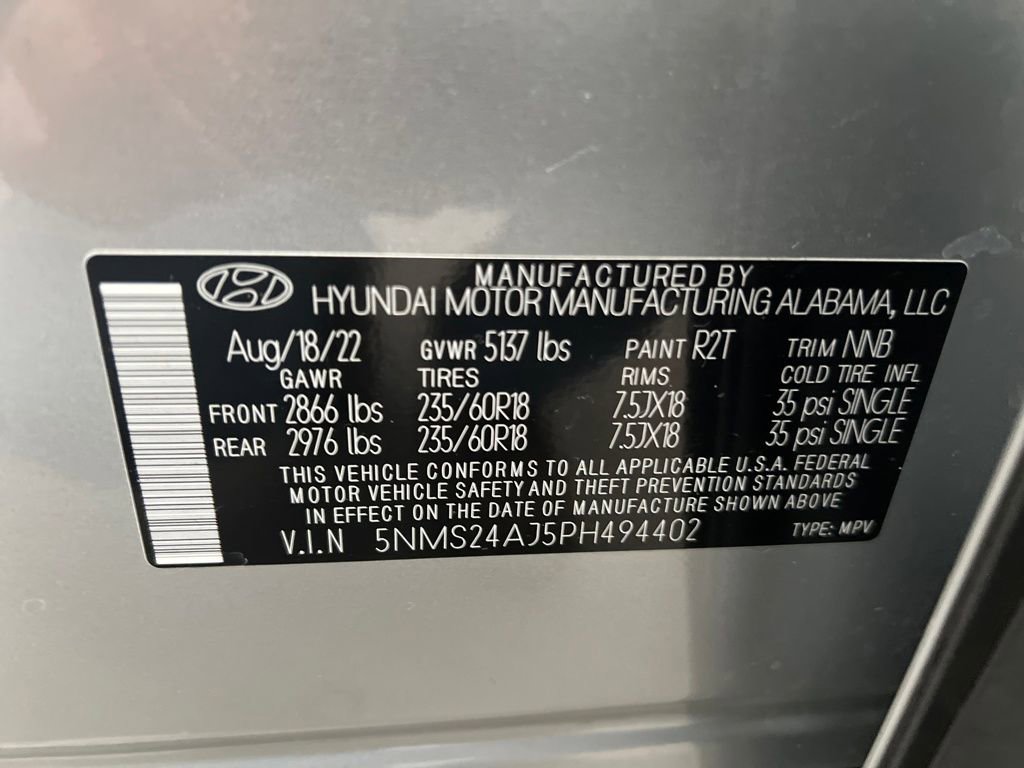 MANUFACTURED BY
HYUNDAI MOTOR MANUFACTURING ALABAMA, LLC
Aug/18/22 GVWR 5137 lbs PAINT R2T TRIM NNB
GAWR TIRES RIMS COLD TIRE INFL
FRONT 2866 lbs 235/60R18 7.5JX18 35 psi SINGLE
REAR 2976 lbs 235/60R18 7.5JX18 35 psi SINGLE
THIS VEHICLE CONFORMS TO ALL APPLICABLE U.S.A. FEDERAL
MOTOR VEHICLE SAFETY AND THEFT PREVENTION STANDARDS
IN EFFECT ON THE DATE OF MANUFACTURE SHOWN ABOVE
V.I.N 5NMS24AJ5PH494402 TYPE: MPV